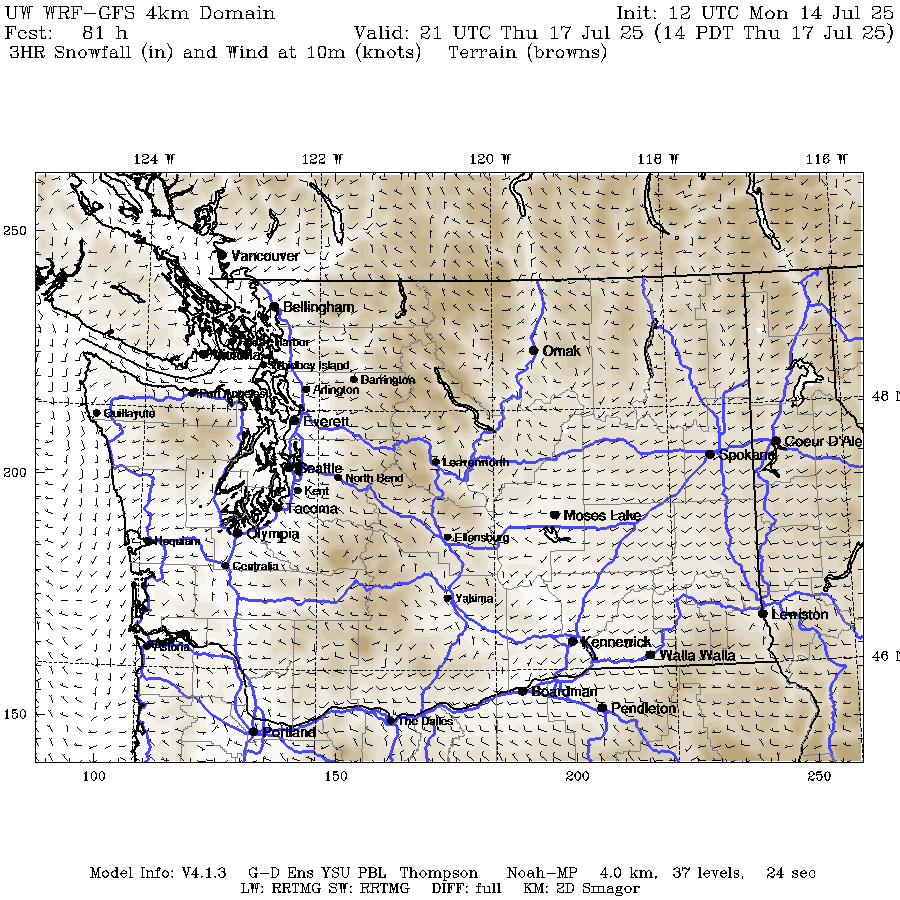 UW WRF-GFS 4km Domain Init: 12 UTC Mon 14 Jul 25
Fcst: 81 h Valid: 21 UTC Thu 17 Jul 25 (14 PDT Thu 17 Jul 25)
3HR Snowfall (in) and Wind at 10m (knots) Terrain (browns)
124 W 122 W 120 W 118 W 116 W
250
Vancouver
Bellingham
Omak
Whidbey Island
Darrington
Port Angeles
Arlington
48 N
Quillayute
Everett
Coeur D'Ale
Spokane
Leavenworth
Seattle
200
North Bend
Kent
Tacoma
Moses Lake
Olympia
Ellensburg
Hoquiam
Centralia
Yakima
Lewiston
Kennewick
Astoria
Walla Walla
46 N
Boardman
Pendleton
150
The Dalles
Portland
100 150 200 250
Model Info: V4.1.3 G-D Ens YSU PBL Thompson Noah-MP 4.0 km, 37 levels, 24 sec
LW: RRTMG SW: RRTMG DIFF: full KM: 2D Smagor